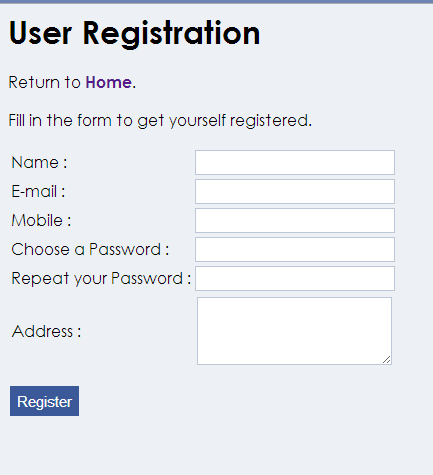 User Registration
Return to Home.
Fill in the form to get yourself registered.
Name :
E-mail :
Mobile :
Choose a Password :
Repeat your Password :
Address :
Register